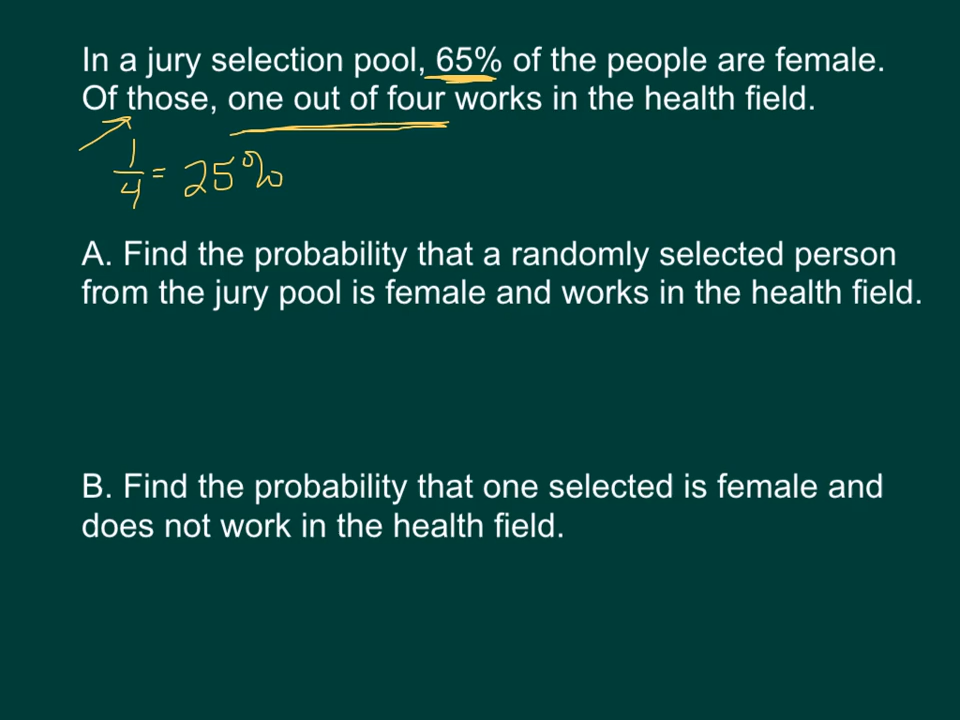 In a jury selection pool, 65% of the people are female.
Of those, one out of four works in the health field.
1/4 = 25%
A. Find the probability that a randomly selected person
from the jury pool is female and works in the health field.
B. Find the probability that one selected is female and
does not work in the health field.